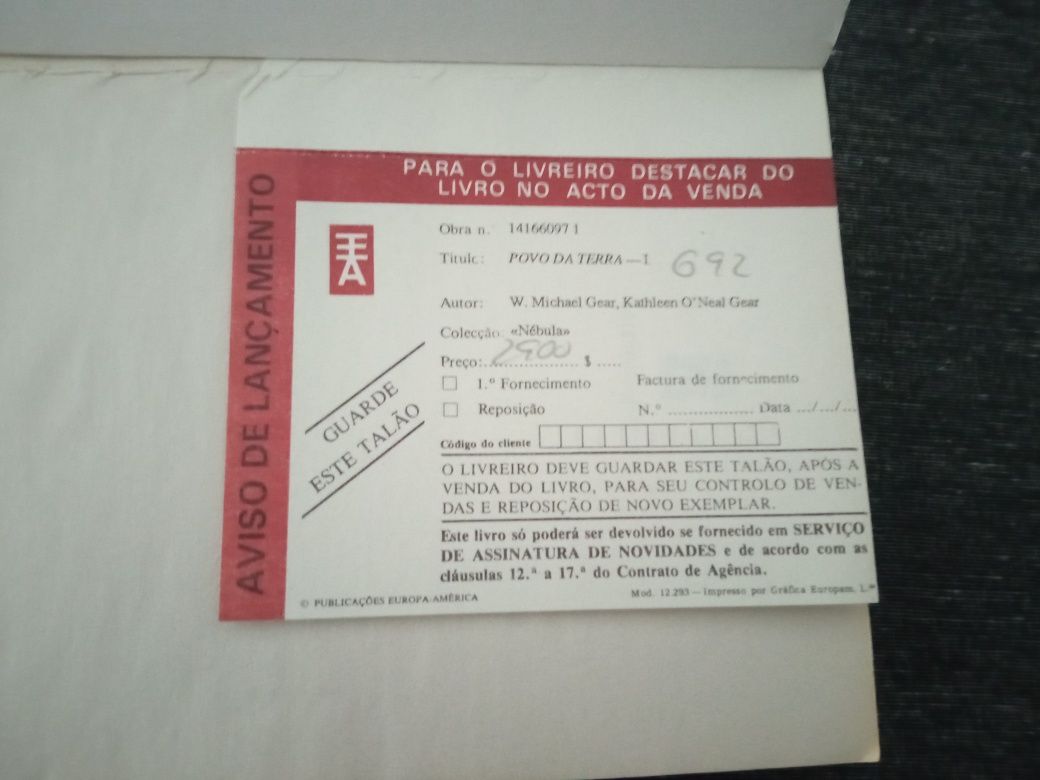 PARA O LIVREIRO DESTACAR DO
LIVRO NO ACTO DA VENDA
AVISO DE LANÇAMENTO
Obra n. 14166097 1
Titulc: POVO DA TERRA — I 692
Autor: W. Michael Gear, Kathleen O'Neal Gear
Colecção: «Nébula»
Preço: 2900 $ .....
1.º Fornecimento Factura de fornecimento
Reposição N.º ................. Data .../.../...
GUARDE
ESTE TALÃO
Código do cliente
O LIVREIRO DEVE GUARDAR ESTE TALÃO, APÓS A
VENDA DO LIVRO, PARA SEU CONTROLO DE VEN-
DAS E REPOSIÇÃO DE NOVO EXEMPLAR.
Este livro só poderá ser devolvido se fornecido em SERVIÇO
DE ASSINATURA DE NOVIDADES e de acordo com as
cláusulas 12.ª a 17.ª do Contrato de Agência.
© PUBLICAÇÕES EUROPA-AMÉRICA Mod. 12.293 — Impresso por Gráfica Europam, L.da